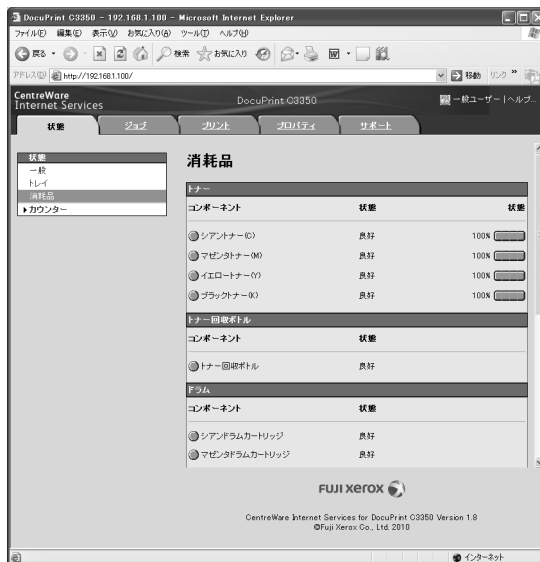 DocuPrint C3350 - 192.168.1.100 - Microsoft Internet Explorer
ファイル(F) 編集(E) 表示(V) お気に入り(A) ツール(T) ヘルプ(H)
戻る 検索 お気に入り
アドレス(D) http://192.168.1.100/ 移動 リンク »
CentreWare
Internet Services
DocuPrint C3350
一般ユーザー | ヘルプ...
状態 ジョブ プリント プロパティ サポート
状態
一般
トレイ
消耗品
カウンター
消耗品
トナー
コンポーネント 状態 状態
シアントナー(C) 良好 100%
マゼンタトナー(M) 良好 100%
イエロートナー(Y) 良好 100%
ブラックトナー(K) 良好 100%
トナー回収ボトル
コンポーネント 状態
トナー回収ボトル 良好
ドラム
コンポーネント 状態
シアンドラムカートリッジ 良好
マゼンタドラムカートリッジ 良好
FUJI XEROX
CentreWare Internet Services for DocuPrint C3350 Version 1.8
©Fuji Xerox Co., Ltd. 2010
インターネット